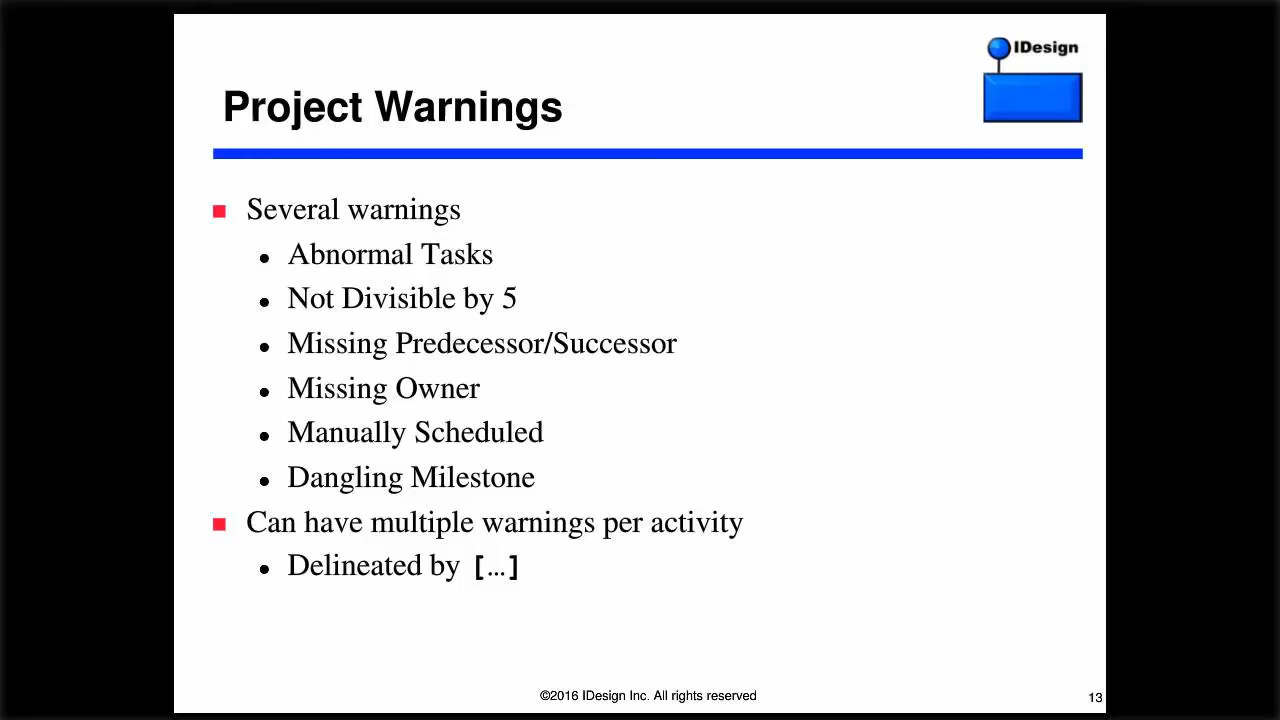 IDesign
Project Warnings
Several warnings
Abnormal Tasks
Not Divisible by 5
Missing Predecessor/Successor
Missing Owner
Manually Scheduled
Dangling Milestone
Can have multiple warnings per activity
Delineated by [...]
©2016 IDesign Inc. All rights reserved
13